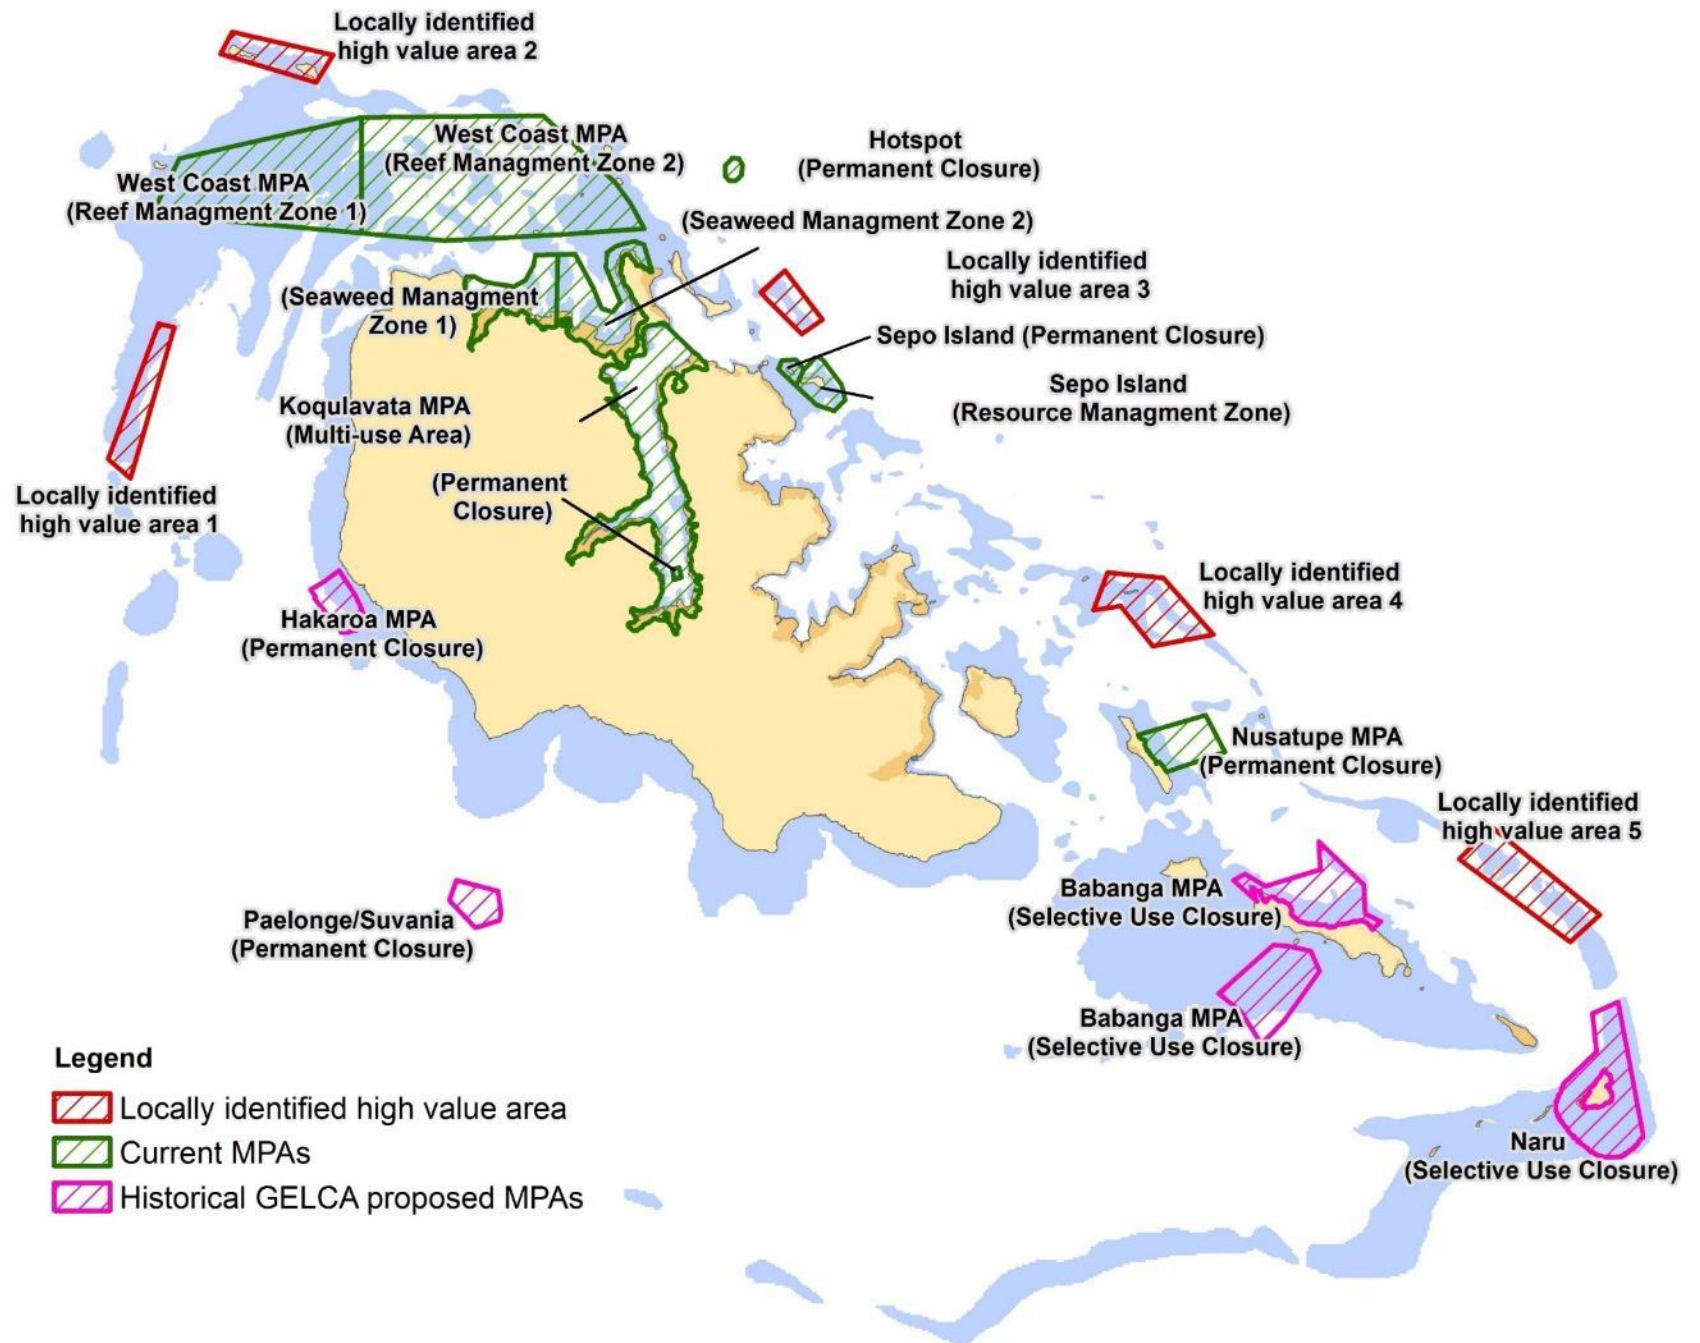 Locally identified
high value area 2
West Coast MPA
(Reef Managment Zone 2)
Hotspot
(Permanent Closure)
West Coast MPA
(Reef Managment Zone 1)
(Seaweed Managment Zone 2)
Locally identified
high value area 3
(Seaweed Managment
Zone 1)
Sepo Island (Permanent Closure)
Sepo Island
(Resource Managment Zone)
Koqulavata MPA
(Multi-use Area)
(Permanent
Closure)
Locally identified
high value area 1
Locally identified
high value area 4
Hakaroa MPA
(Permanent Closure)
Nusatupe MPA
(Permanent Closure)
Locally identified
high value area 5
Babanga MPA
(Selective Use Closure)
Paelonge/Suvania
(Permanent Closure)
Babanga MPA
(Selective Use Closure)
Naru
(Selective Use Closure)
Legend
Locally identified high value area
Current MPAs
Historical GELCA proposed MPAs